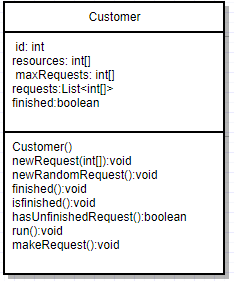 Customer
id: int
resources: int[]
maxRequests: int[]
requests:List<int[]>
finished:boolean
Customer()
newRequest(int[]):void
newRandomRequest():void
finished():void
isfinished():void
hasUnfinishedRequest():boolean
run():void
makeRequest():void